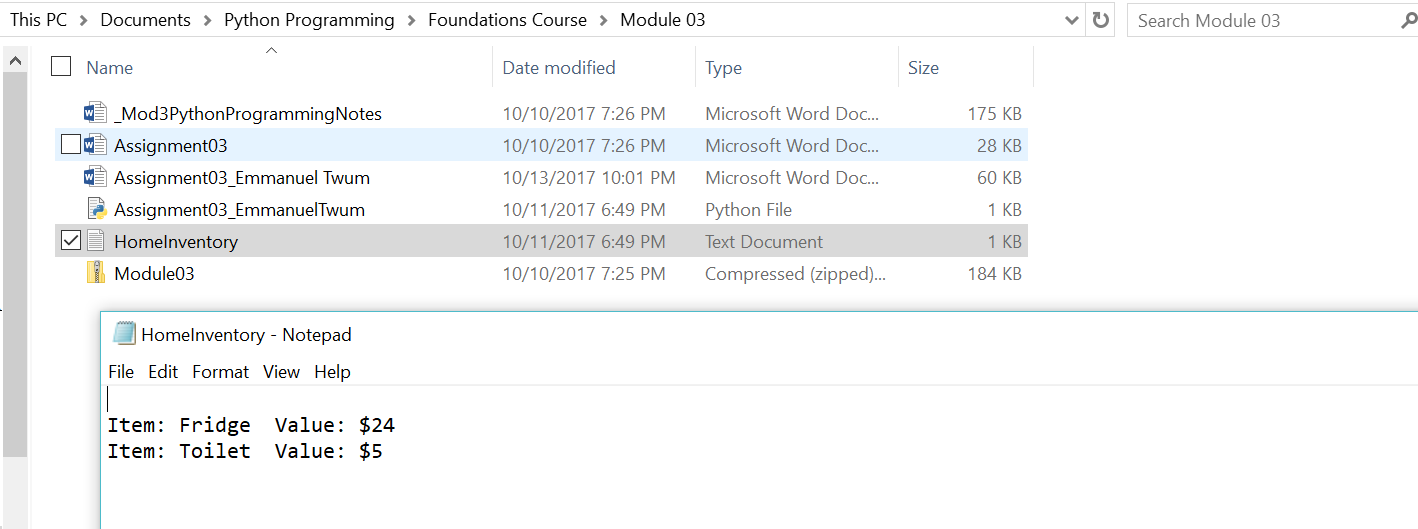 This PC > Documents > Python Programming > Foundations Course > Module 03 Search Module 03
Name Date modified Type Size
_Mod3PythonProgrammingNotes 10/10/2017 7:26 PM Microsoft Word Doc... 175 KB
Assignment03 10/10/2017 7:26 PM Microsoft Word Doc... 28 KB
Assignment03_Emmanuel Twum 10/13/2017 10:01 PM Microsoft Word Doc... 60 KB
Assignment03_EmmanuelTwum 10/11/2017 6:49 PM Python File 1 KB
HomeInventory 10/11/2017 6:49 PM Text Document 1 KB
Module03 10/10/2017 7:25 PM Compressed (zipped)... 184 KB
HomeInventory - Notepad
File Edit Format View Help
Item: Fridge  Value: $24
Item: Toilet  Value: $5